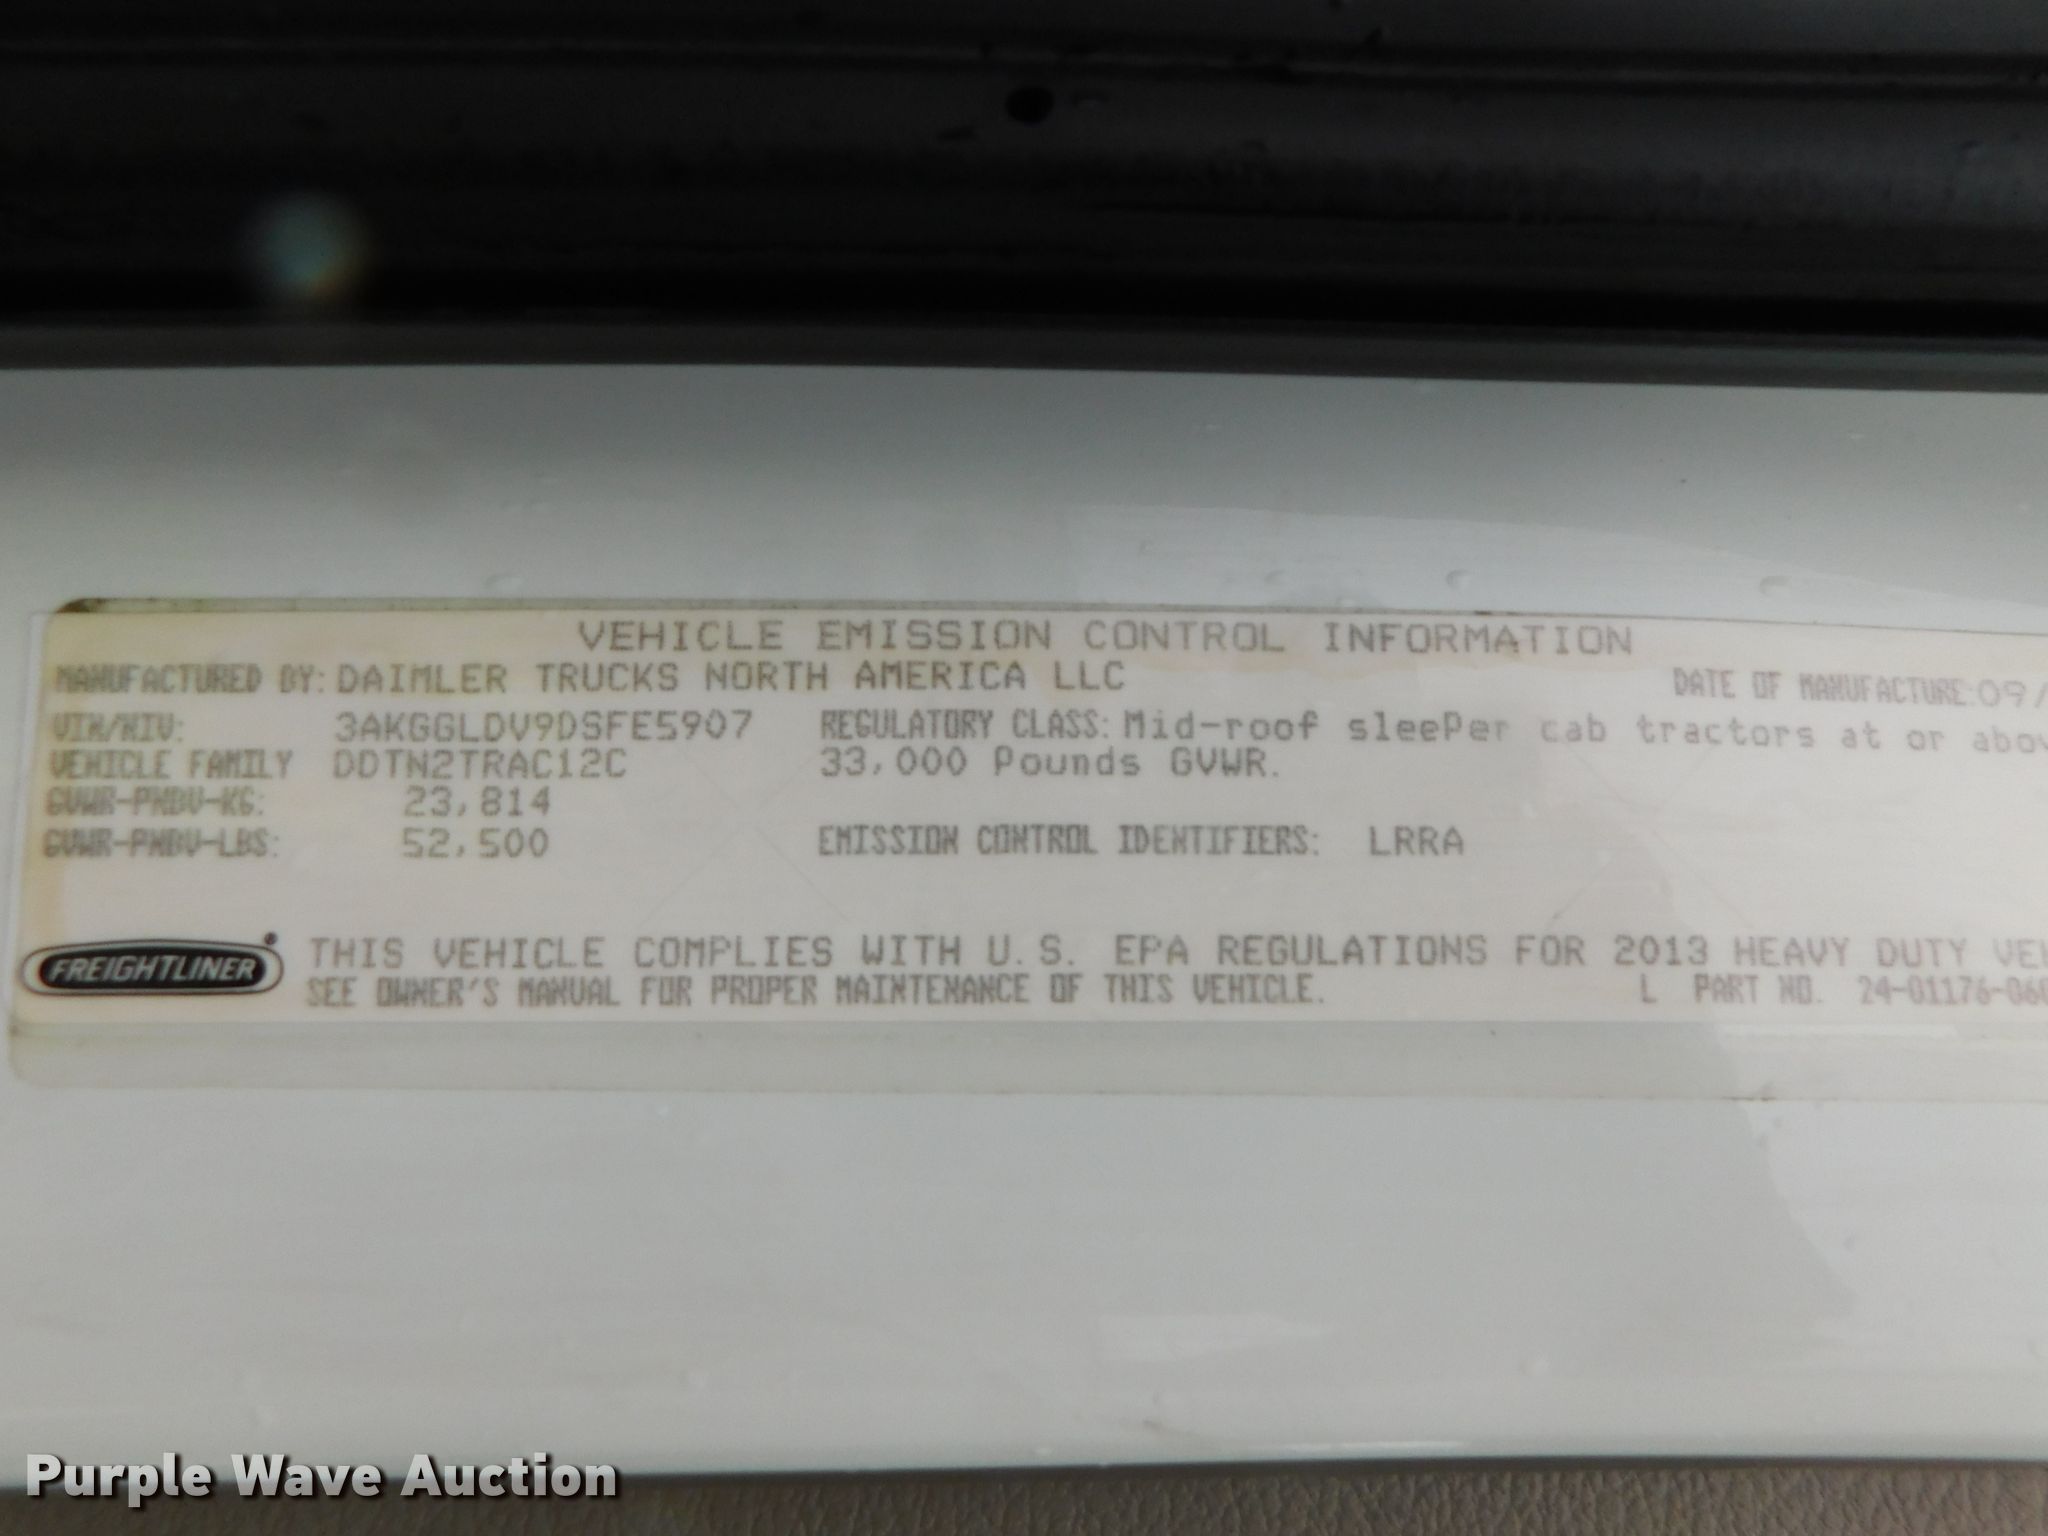 VEHICLE EMISSION CONTROL INFORMATION
MANUFACTURED BY: DAIMLER TRUCKS NORTH AMERICA LLC DATE OF MANUFACTURE: 09/
VIN/NIV: 3AKGGLDV9DSFE5907 REGULATORY CLASS: Mid-roof sleeper cab tractors at or
VEHICLE FAMILY DDTN2TRAC12C 33,000 Pounds GVWR.
GVWR-PNBV-KG: 23,814
GVWR-PNBV-LBS: 52,500 EMISSION CONTROL IDENTIFIERS: LRRA
FREIGHTLINER® THIS VEHICLE COMPLIES WITH U.S. EPA REGULATIONS FOR 2013 HEAVY DUTY
SEE OWNER'S MANUAL FOR PROPER MAINTENANCE OF THIS VEHICLE. L PART NO. 24-01176-
Purple Wave Auction